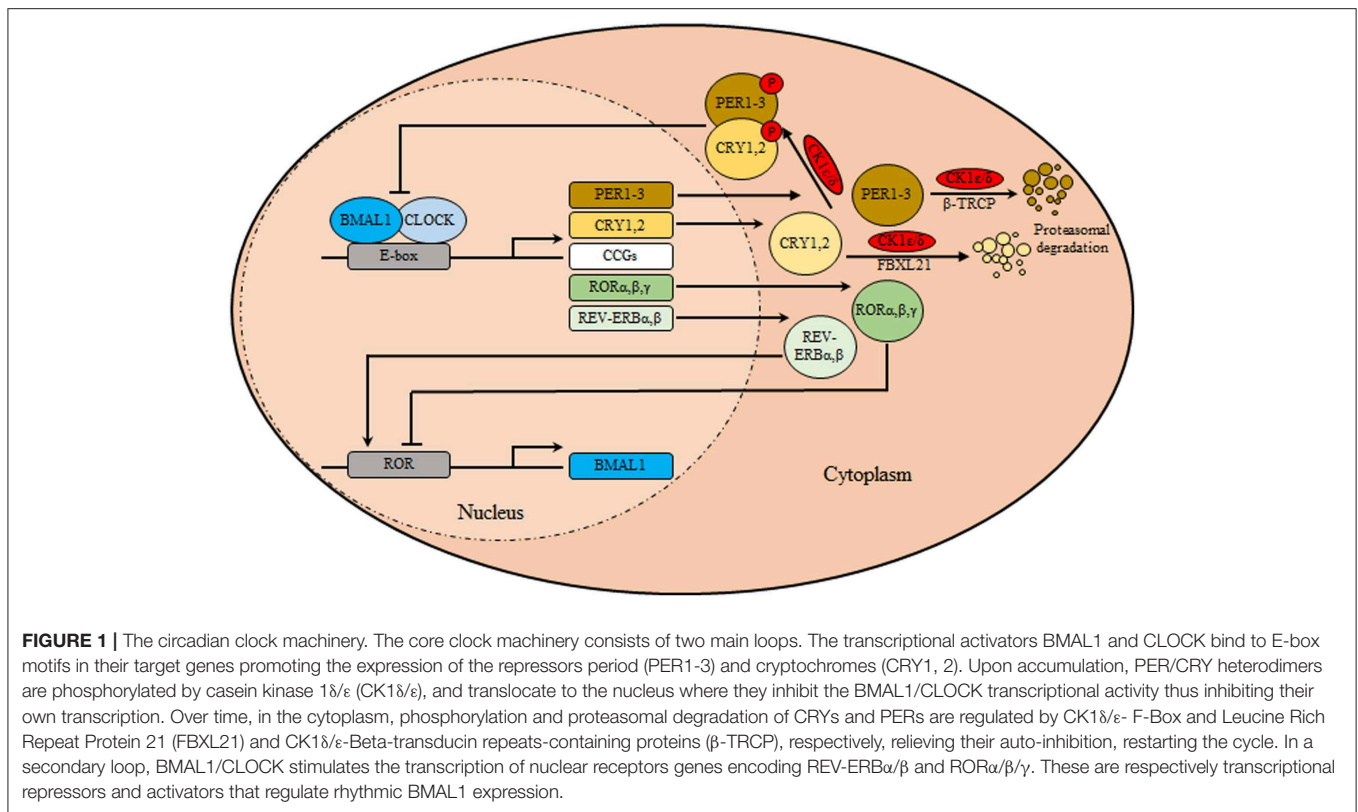 P
PER1-3
P
CRY1,2
CK1ε/δ
PER1-3
CK1ε/δ
β-TRCP
Proteasomal
degradation
BMAL1
CLOCK
E-box
PER1-3
CRY1,2
CCGs
RORα,β,γ
REV-ERBα,β
CRY1,2
CK1ε/δ
FBXL21
RORα,β,γ
REV-
ERBα,β
ROR
BMAL1
Nucleus
Cytoplasm
FIGURE 1 | The circadian clock machinery. The core clock machinery consists of two main loops. The transcriptional activators BMAL1 and CLOCK bind to E-box
motifs in their target genes promoting the expression of the repressors period (PER1-3) and cryptochromes (CRY1, 2). Upon accumulation, PER/CRY heterodimers
are phosphorylated by casein kinase 1δ/ε (CK1δ/ε), and translocate to the nucleus where they inhibit the BMAL1/CLOCK transcriptional activity thus inhibiting their
own transcription. Over time, in the cytoplasm, phosphorylation and proteasomal degradation of CRYs and PERs are regulated by CK1δ/ε- F-Box and Leucine Rich
Repeat Protein 21 (FBXL21) and CK1δ/ε-Beta-transducin repeats-containing proteins (β-TRCP), respectively, relieving their auto-inhibition, restarting the cycle. In a
secondary loop, BMAL1/CLOCK stimulates the transcription of nuclear receptors genes encoding REV-ERBα/β and RORα/β/γ. These are respectively transcriptional
repressors and activators that regulate rhythmic BMAL1 expression.